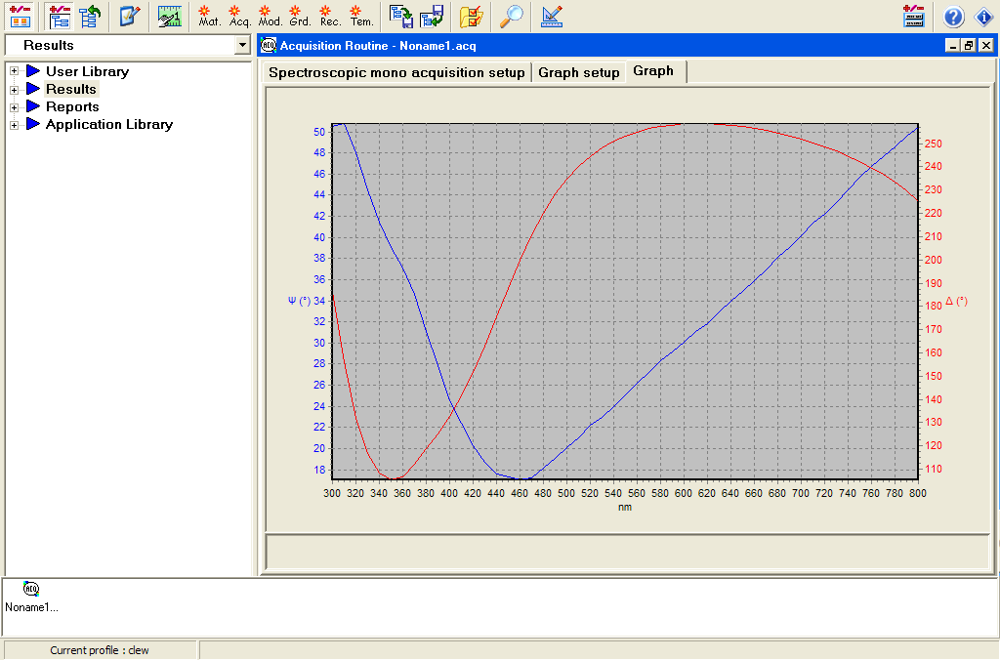 Mat. Acq. Mod. Grd. Rec. Tem.
Results
Acquisition Routine - Noname1.acq
User Library
Results
Reports
Application Library
Spectroscopic mono acquisition setup
Graph setup
Graph
50
48
46
44
42
40
38
36
Ψ (°) 34
32
30
28
26
24
22
20
18
250
240
230
220
210
200
190
180 Δ (°)
170
160
150
140
130
120
110
300 320 340 360 380 400 420 440 460 480 500 520 540 560 580 600 620 640 660 680 700 720 740 760 780 800
nm
ACQ
Noname1...
Current profile : clew